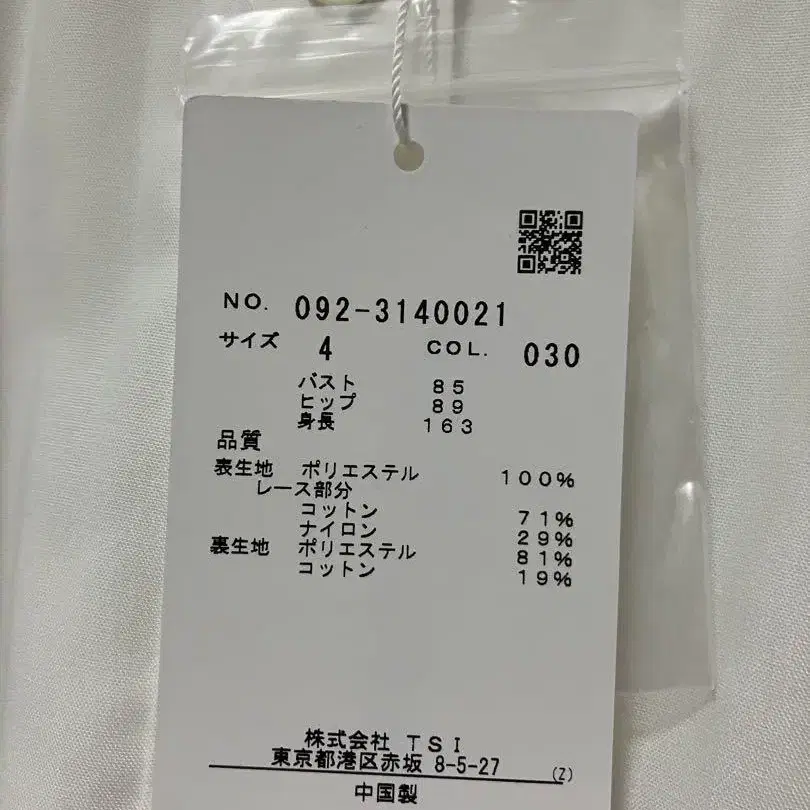 NO. 092-3140021
サイズ 4 COL. 030
バスト 85
ヒップ 89
身長 163
品質
表生地 ポリエステル 100%
レース部分
コットン 71%
ナイロン 29%
裏生地 ポリエステル 81%
コットン 19%
株式会社 TSI
東京都港区赤坂 8-5-27
(Z)
中国製